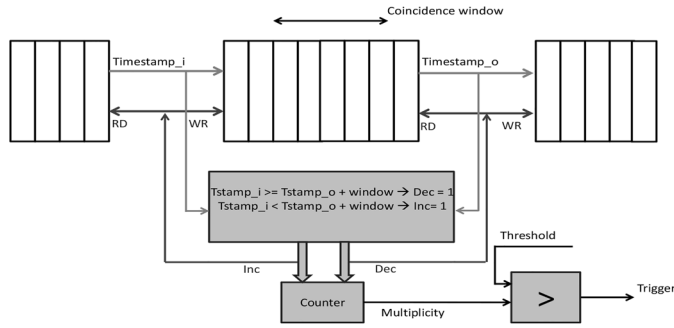 Coincidence window
Timestamp_i
Timestamp_o
RD
WR
RD
WR
Tstamp_i >= Tstamp_o + window → Dec = 1
Tstamp_i < Tstamp_o + window → Inc= 1
Threshold
Inc
Dec
Counter
Multiplicity
>
Trigger